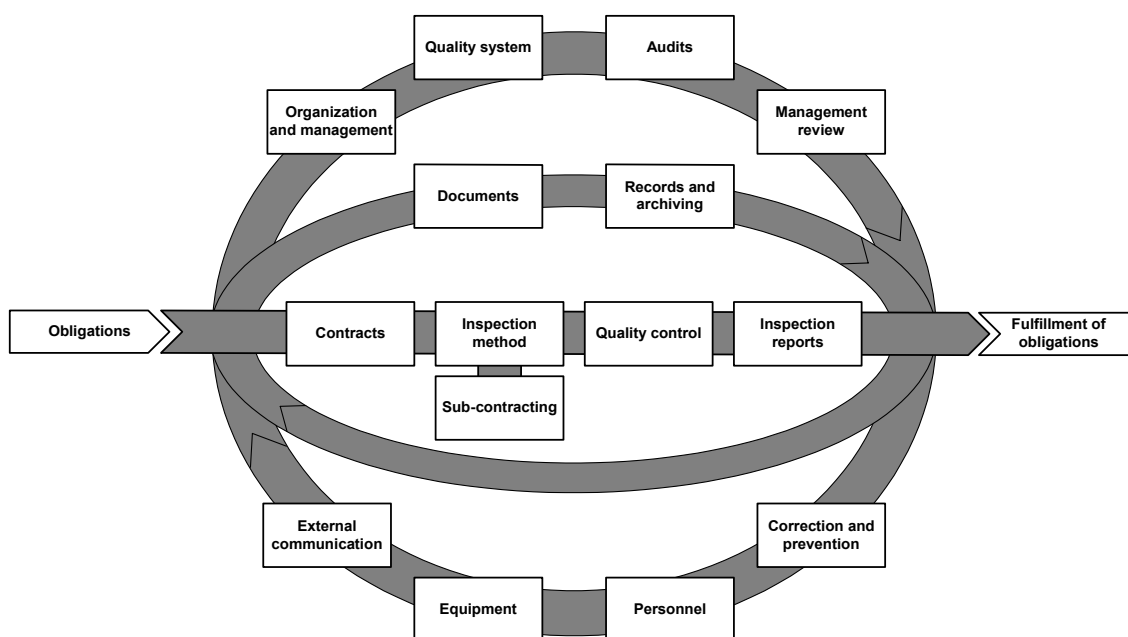 Quality system
Audits
Organization
and management
Management
review
Documents
Records and
archiving
Obligations
Contracts
Inspection
method
Quality control
Inspection
reports
Fulfillment of
obligations
Sub-contracting
External
communication
Correction and
prevention
Equipment
Personnel